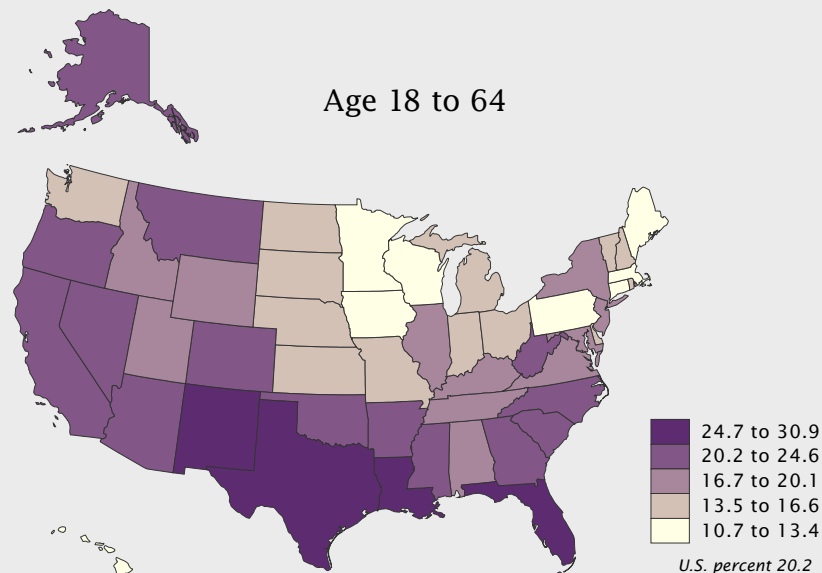 Age 18 to 64
24.7 to 30.9
20.2 to 24.6
16.7 to 20.1
13.5 to 16.6
10.7 to 13.4
U.S. percent 20.2